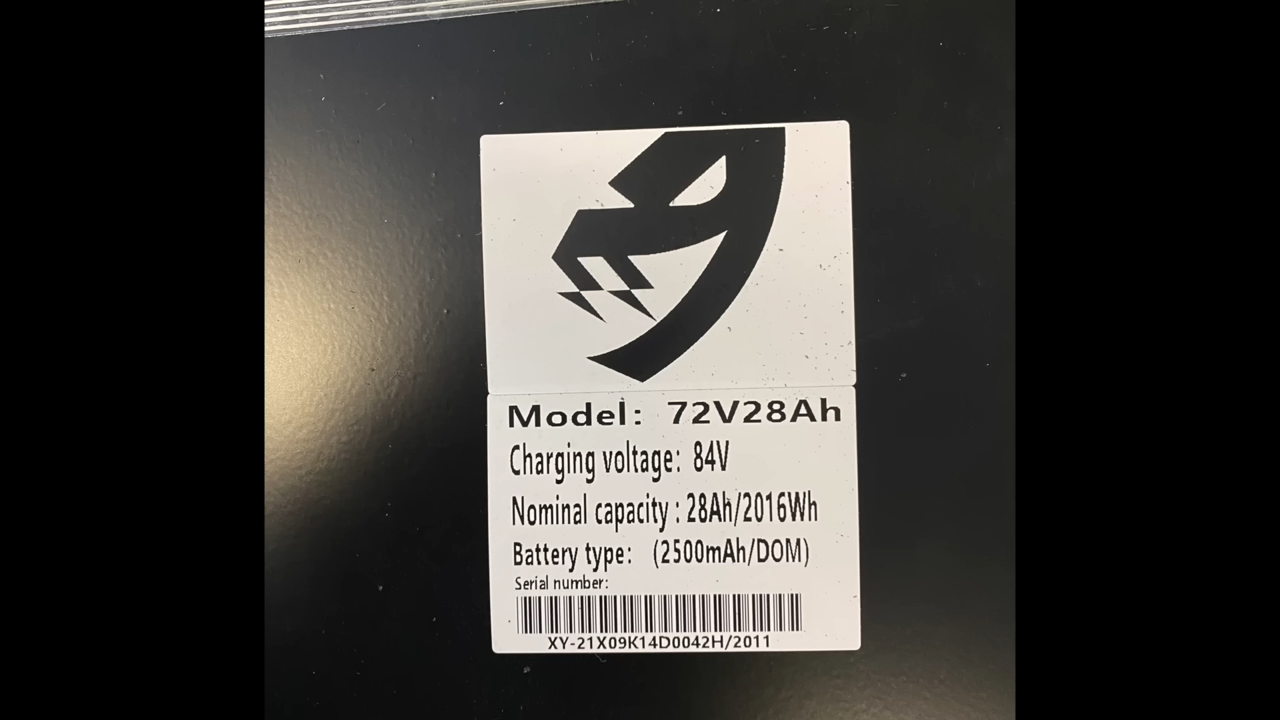 Model: 72V28Ah
Charging voltage: 84V
Nominal capacity : 28Ah/2016Wh
Battery type: (2500mAh/DOM)
Serial number:
XY-21X09K14D0042H/2011